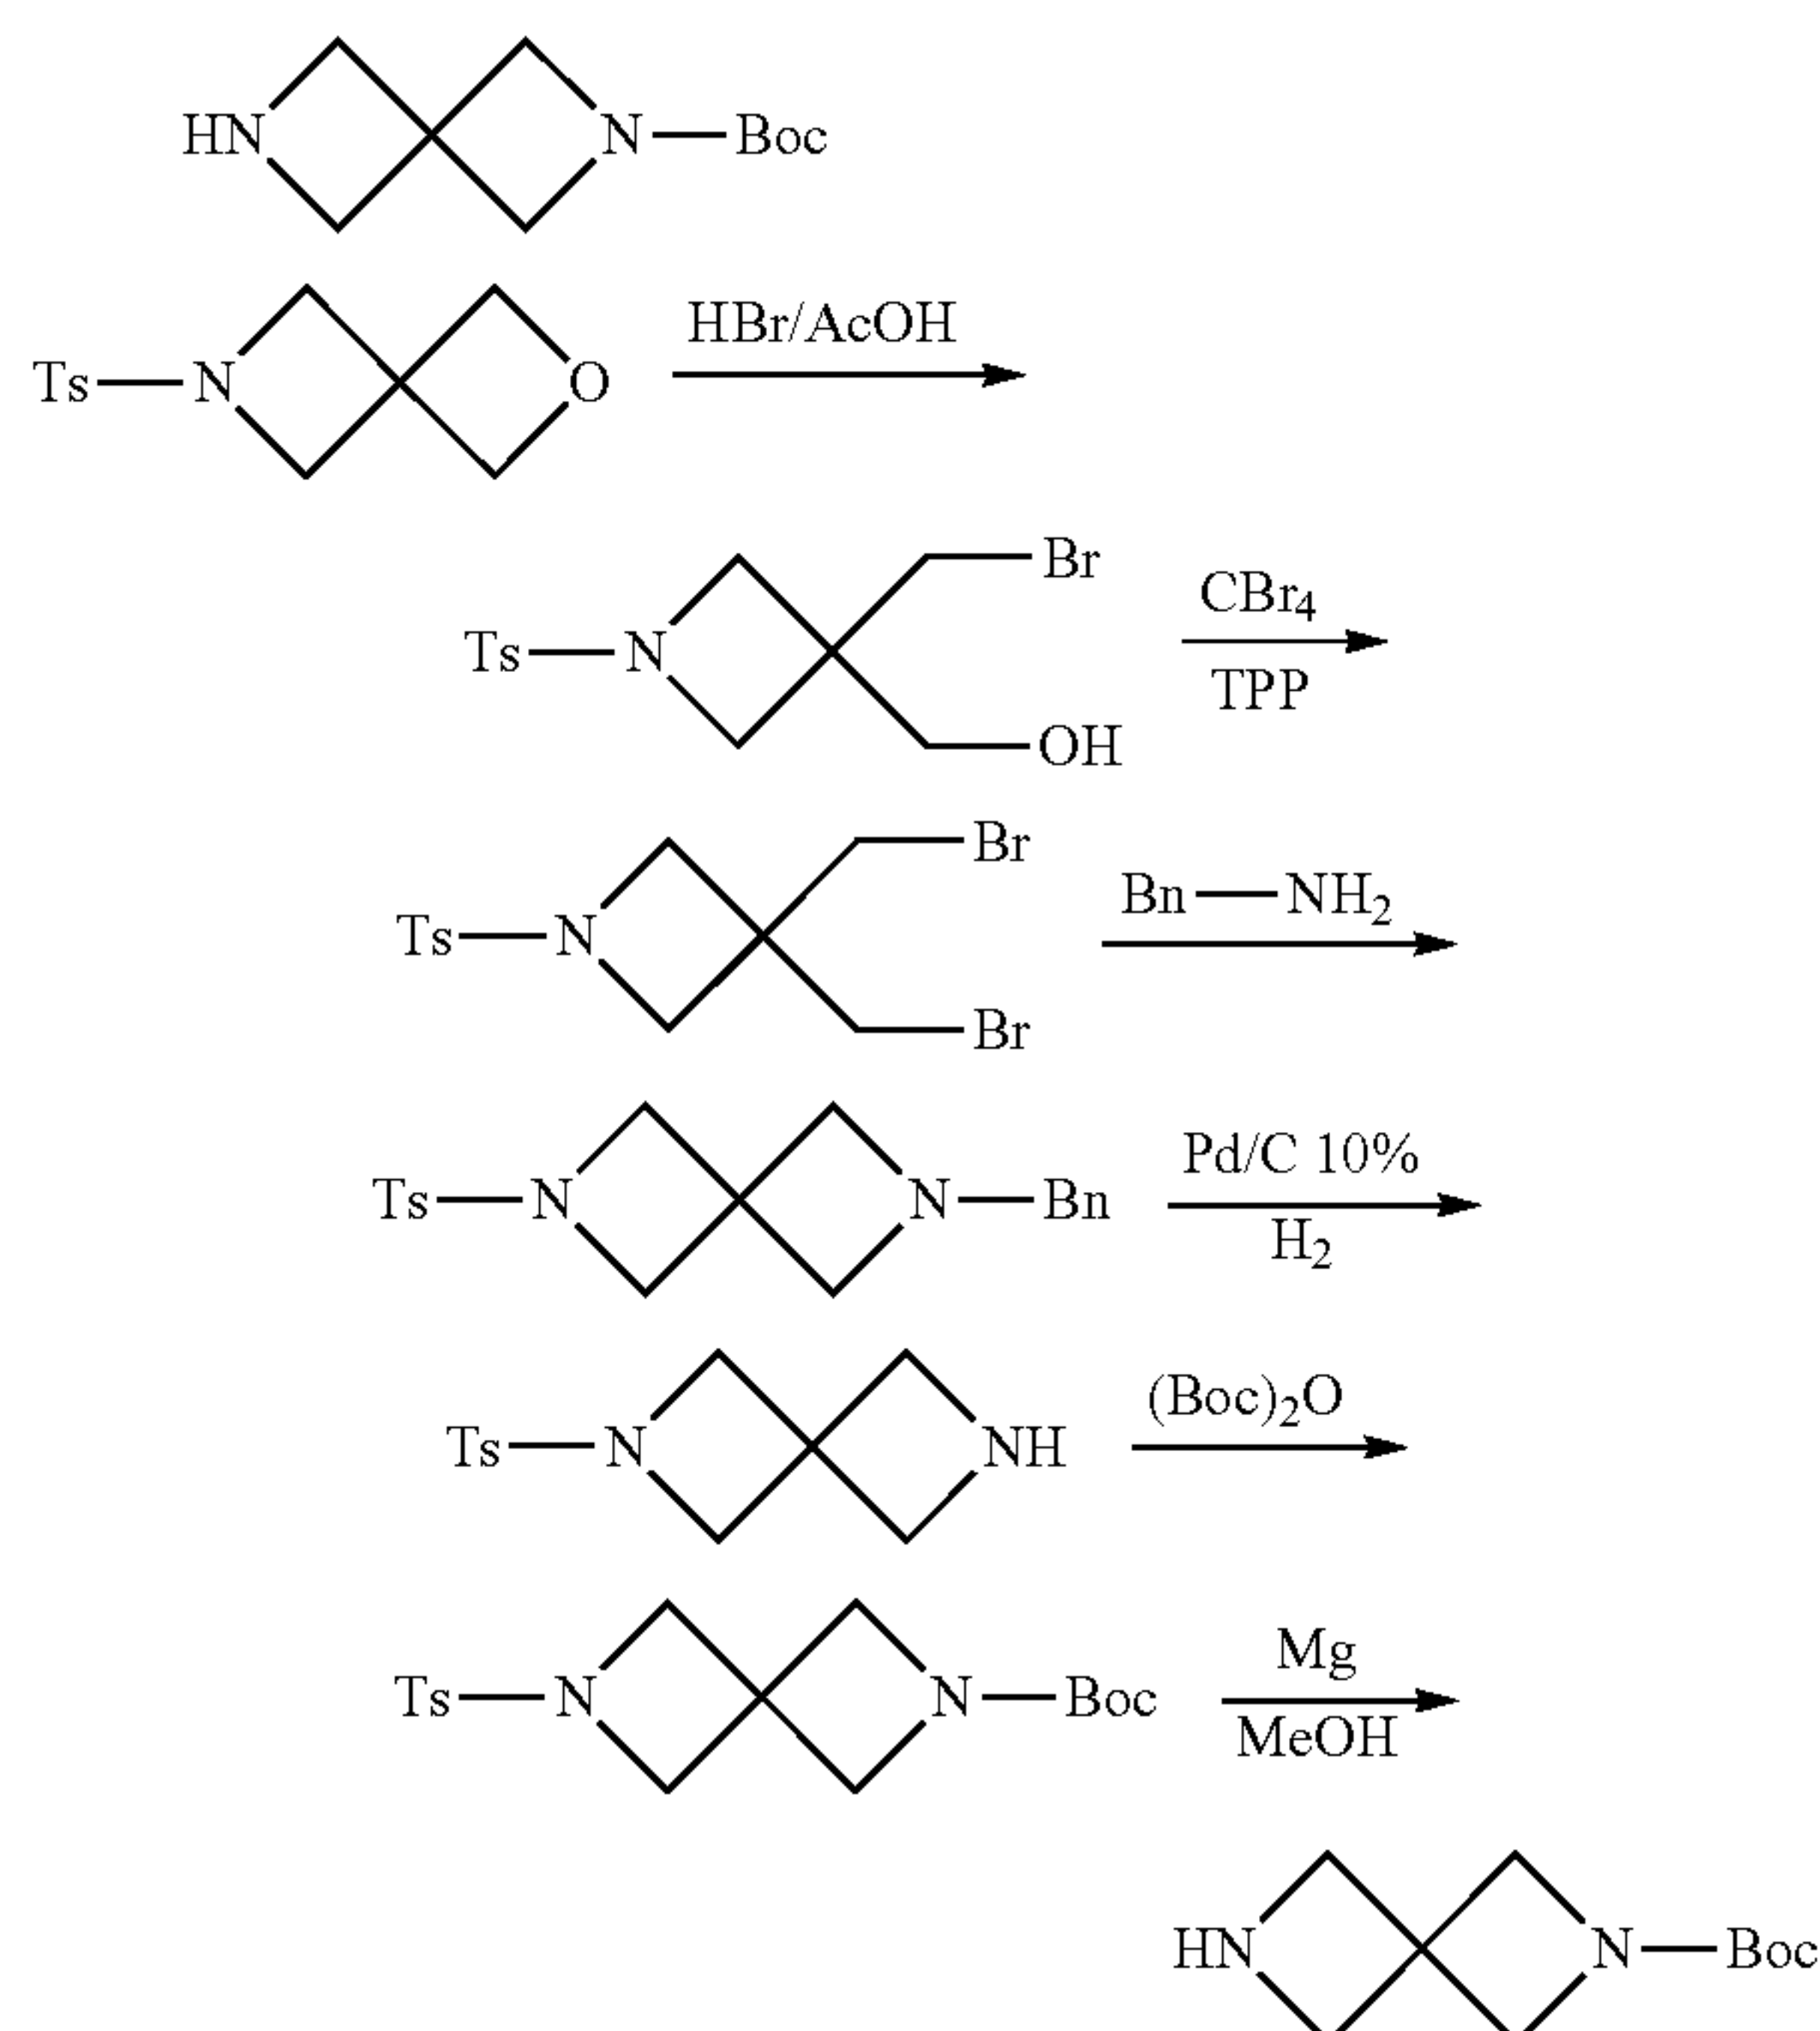 HN N—Boc
HBr/AcOH
Ts—N O
Br
CBr4
Ts—N
TPP
OH
Br
Bn—NH2
Ts—N
Br
Pd/C 10%
Ts—N N—Bn
H2
(Boc)2O
Ts—N NH
Mg
Ts—N N—Boc
MeOH
HN N—Boc